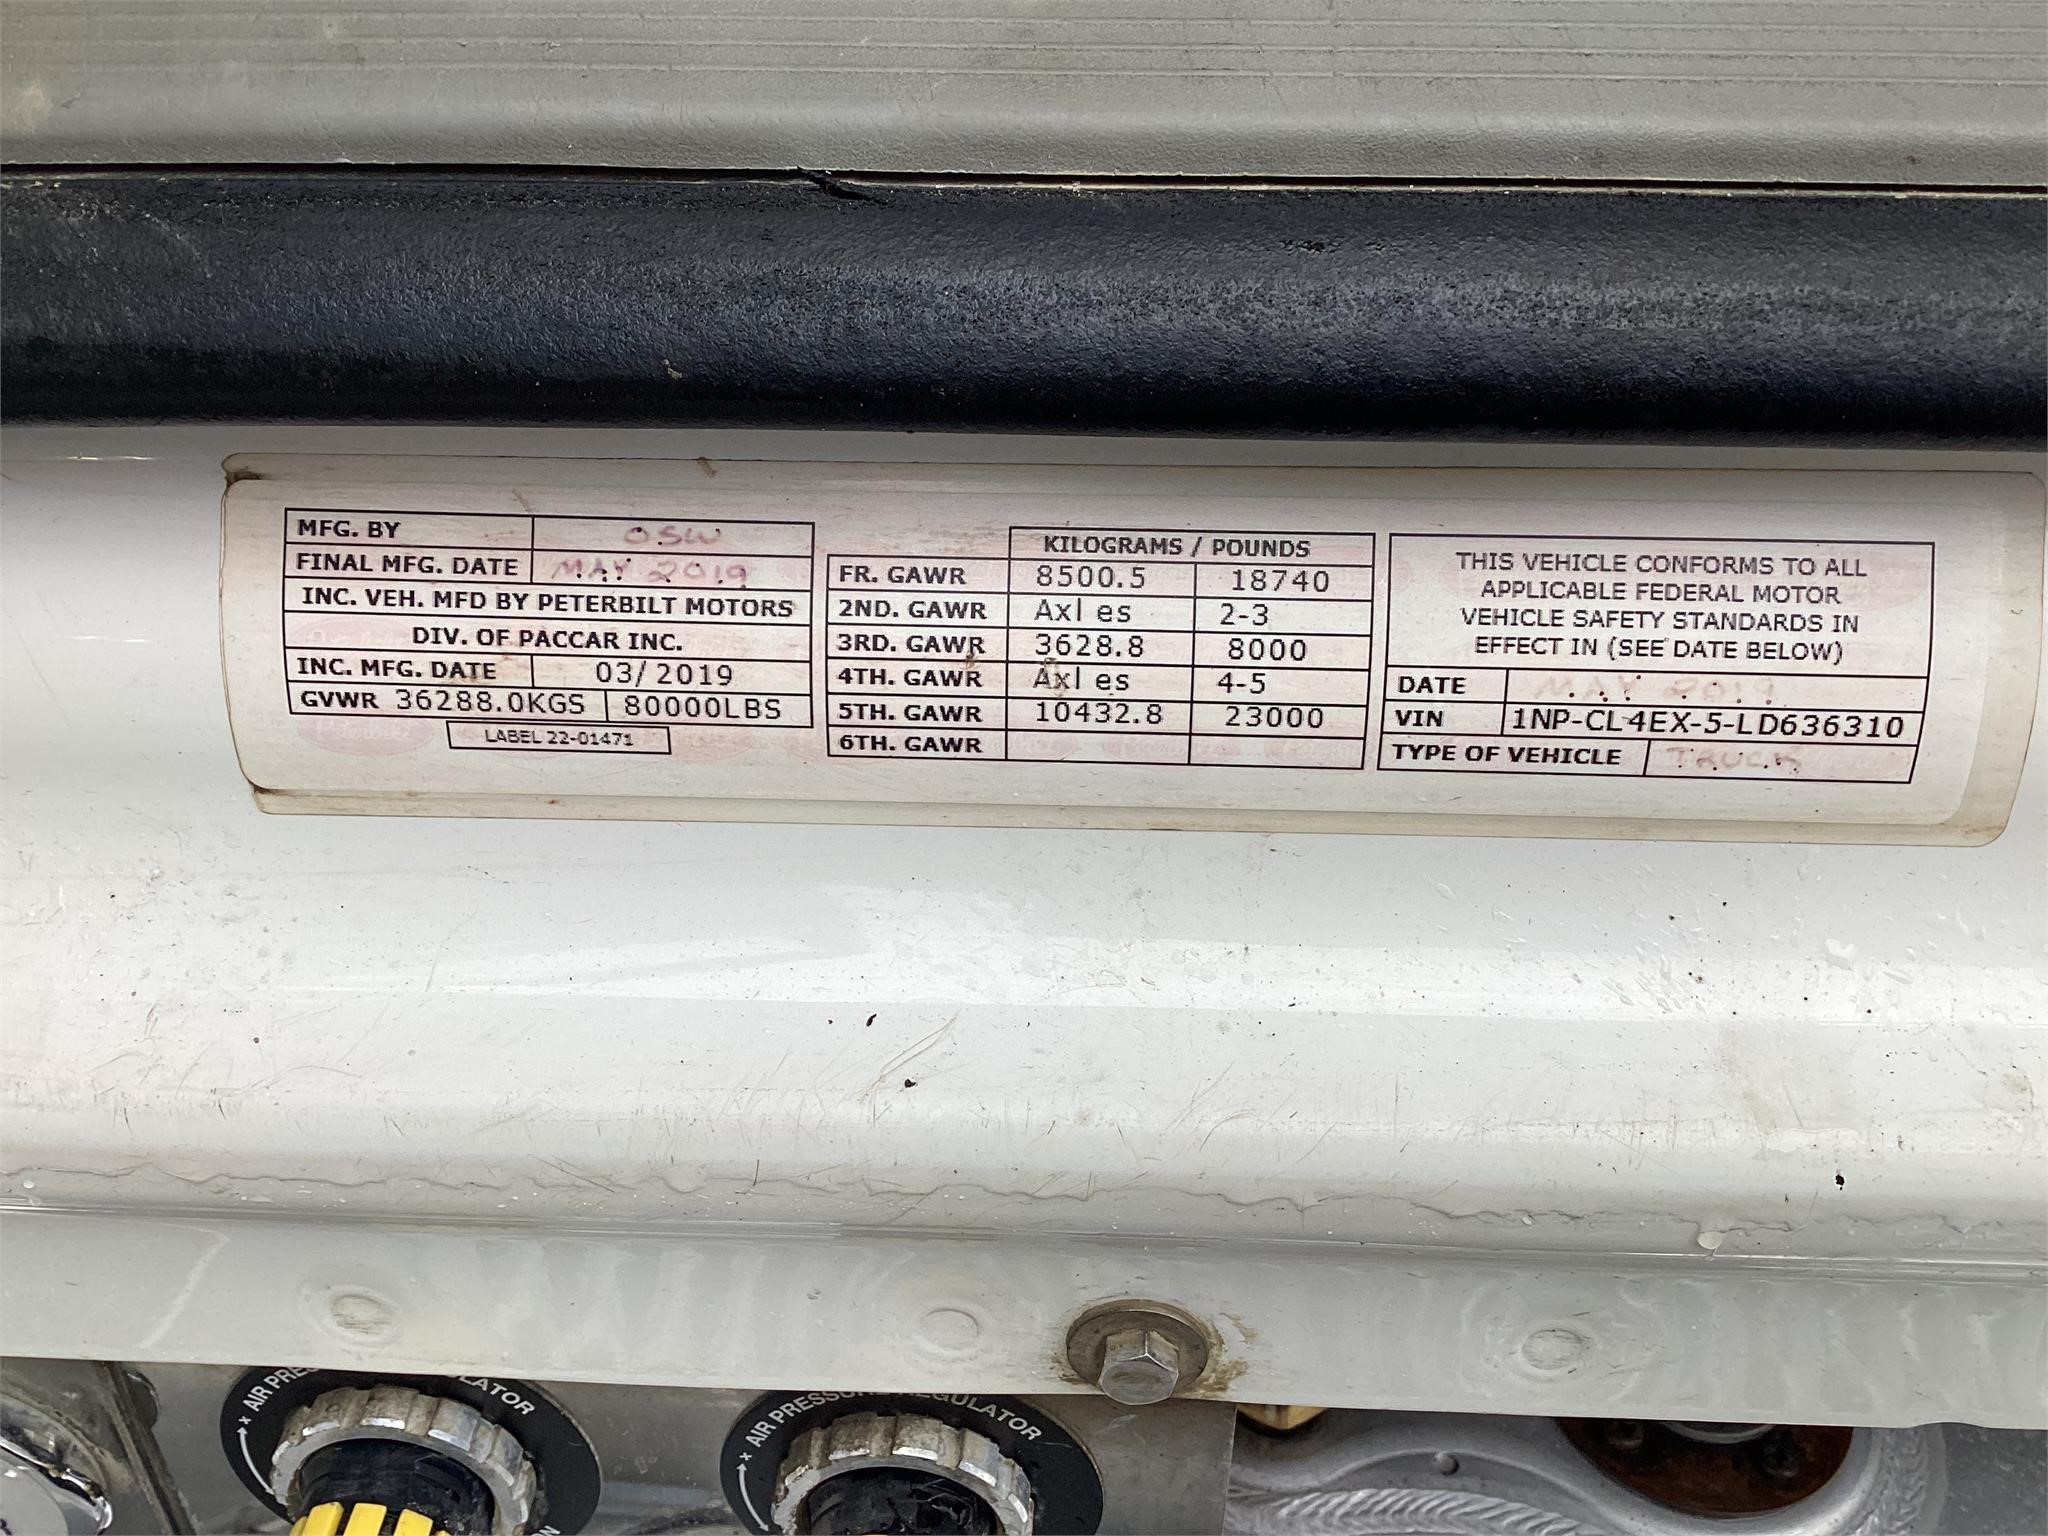 MFG. BY OSW
FINAL MFG. DATE MAY 2019
INC. VEH. MFD BY PETERBILT MOTORS
DIV. OF PACCAR INC.
INC. MFG. DATE 03/2019
GVWR 36288.0KGS 80000LBS
LABEL 22-01471
KILOGRAMS / POUNDS
FR. GAWR 8500.5 18740
2ND. GAWR Axles 2-3
3RD. GAWR 3628.8 8000
4TH. GAWR Axles 4-5
5TH. GAWR 10432.8 23000
6TH. GAWR
THIS VEHICLE CONFORMS TO ALL
APPLICABLE FEDERAL MOTOR
VEHICLE SAFETY STANDARDS IN
EFFECT IN (SEE DATE BELOW)
DATE MAY 2019
VIN 1NP-CL4EX-5-LD636310
TYPE OF VEHICLE TRUCK
AIR PRESSURE REGULATOR